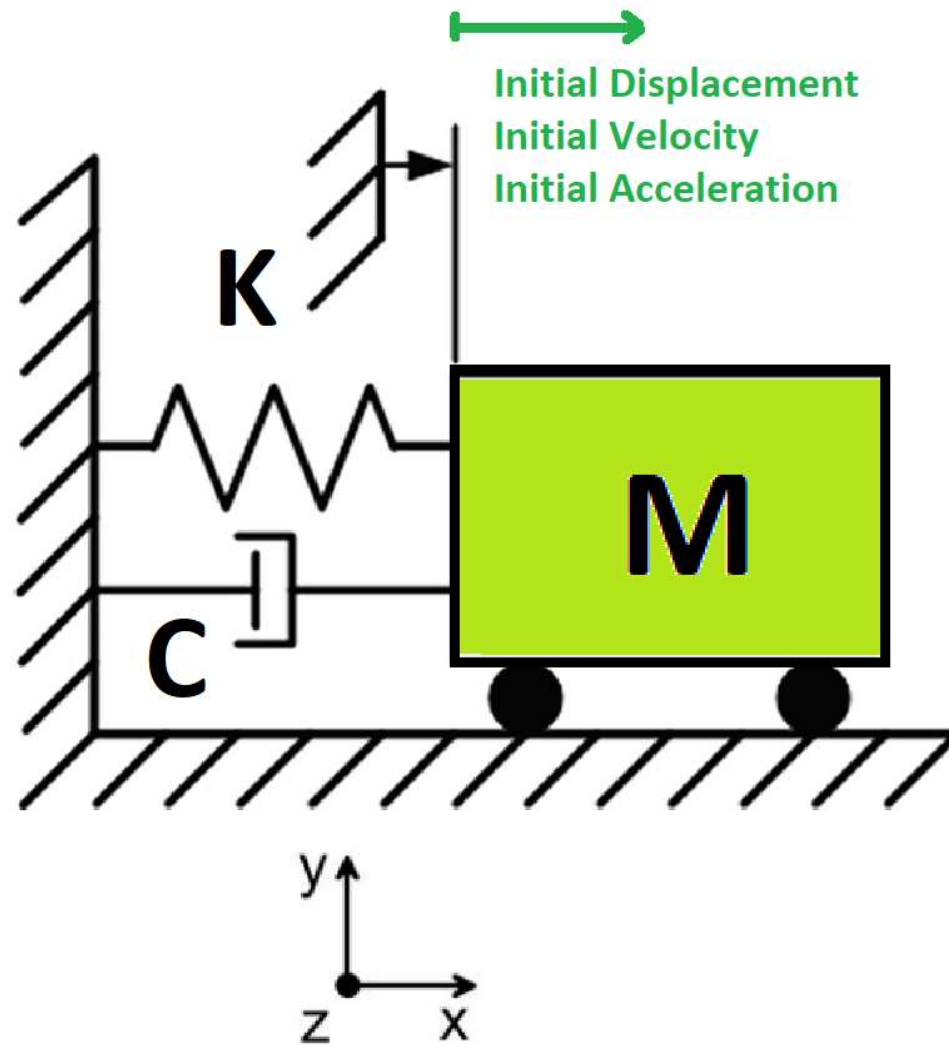 Initial Displacement
Initial Velocity
Initial Acceleration
K
M
C
y
z
x